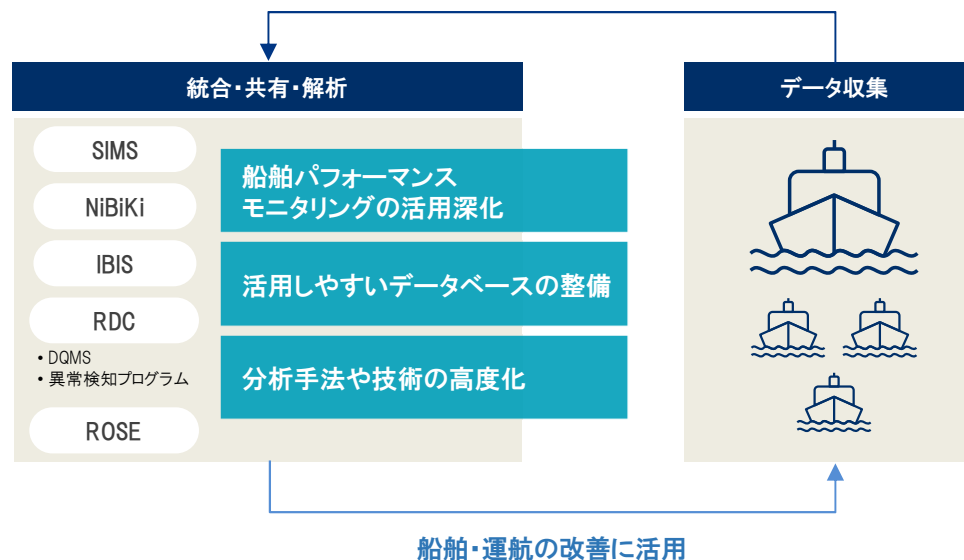 統合・共有・解析
データ収集
SIMS
NiBiKi
IBIS
RDC
• DQMS
• 異常検知プログラム
ROSE
船舶パフォーマンス
モニタリングの活用深化
活用しやすいデータベースの整備
分析手法や技術の高度化
船舶・運航の改善に活用